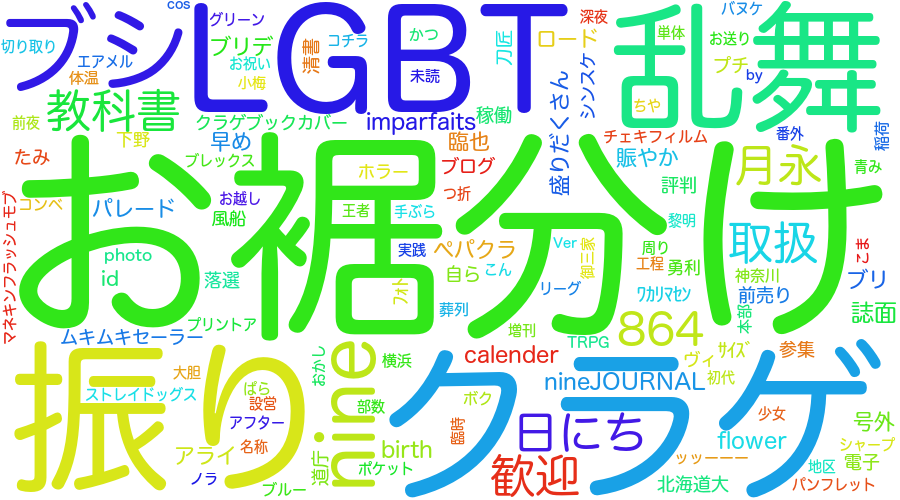 cos
グリーン
深夜
バヌケ
ブシ
LGBT
乱舞
切り取り
エアメル
体温
ブリデ
お祝い
小梅
清書
コチラ
かつ
未読
刀匠
ロード
シンスケ
単体
ちや
お送り
プチ
by
教科書
クラゲブックカバー
imparfaits
稼働
盛りだくさん
チェキフィルム
番外
稲荷
前夜
下野
早め
臨也
賑やか
月永
青み
たみ
ブレックス
ホラー
ブログ
お裾分け
コンペ
パレード
お越し
風船
王者
手ぶら
つ折
評判
黎明
取扱
マネキンフラッシュモブ
photo
id
落選
実践
ペパクラ
自ら
こん
Ver
御三家
周り
工程
勇利
神奈川
ブリ
こま
フォト
葬列
リーグ
ワカリマセン
本部
前売り
誌面
ムキムキセーラー
プリントア
増刊
TRPG
864
振り
nine
おかし
横浜
calender
クラゲ
ヴィ
サイズ
参集
大胆
ストレイドッグス
ぱら
設営
部数
nineJOURNAL
初代
アフター
ボク
臨時
日にち
少女
号外
アライ
名称
道庁
birth
ポケット
flower
シャープ
ノラ
ブルー
歓迎
ッッーーー
北海道大
地区
電子
パンフレット